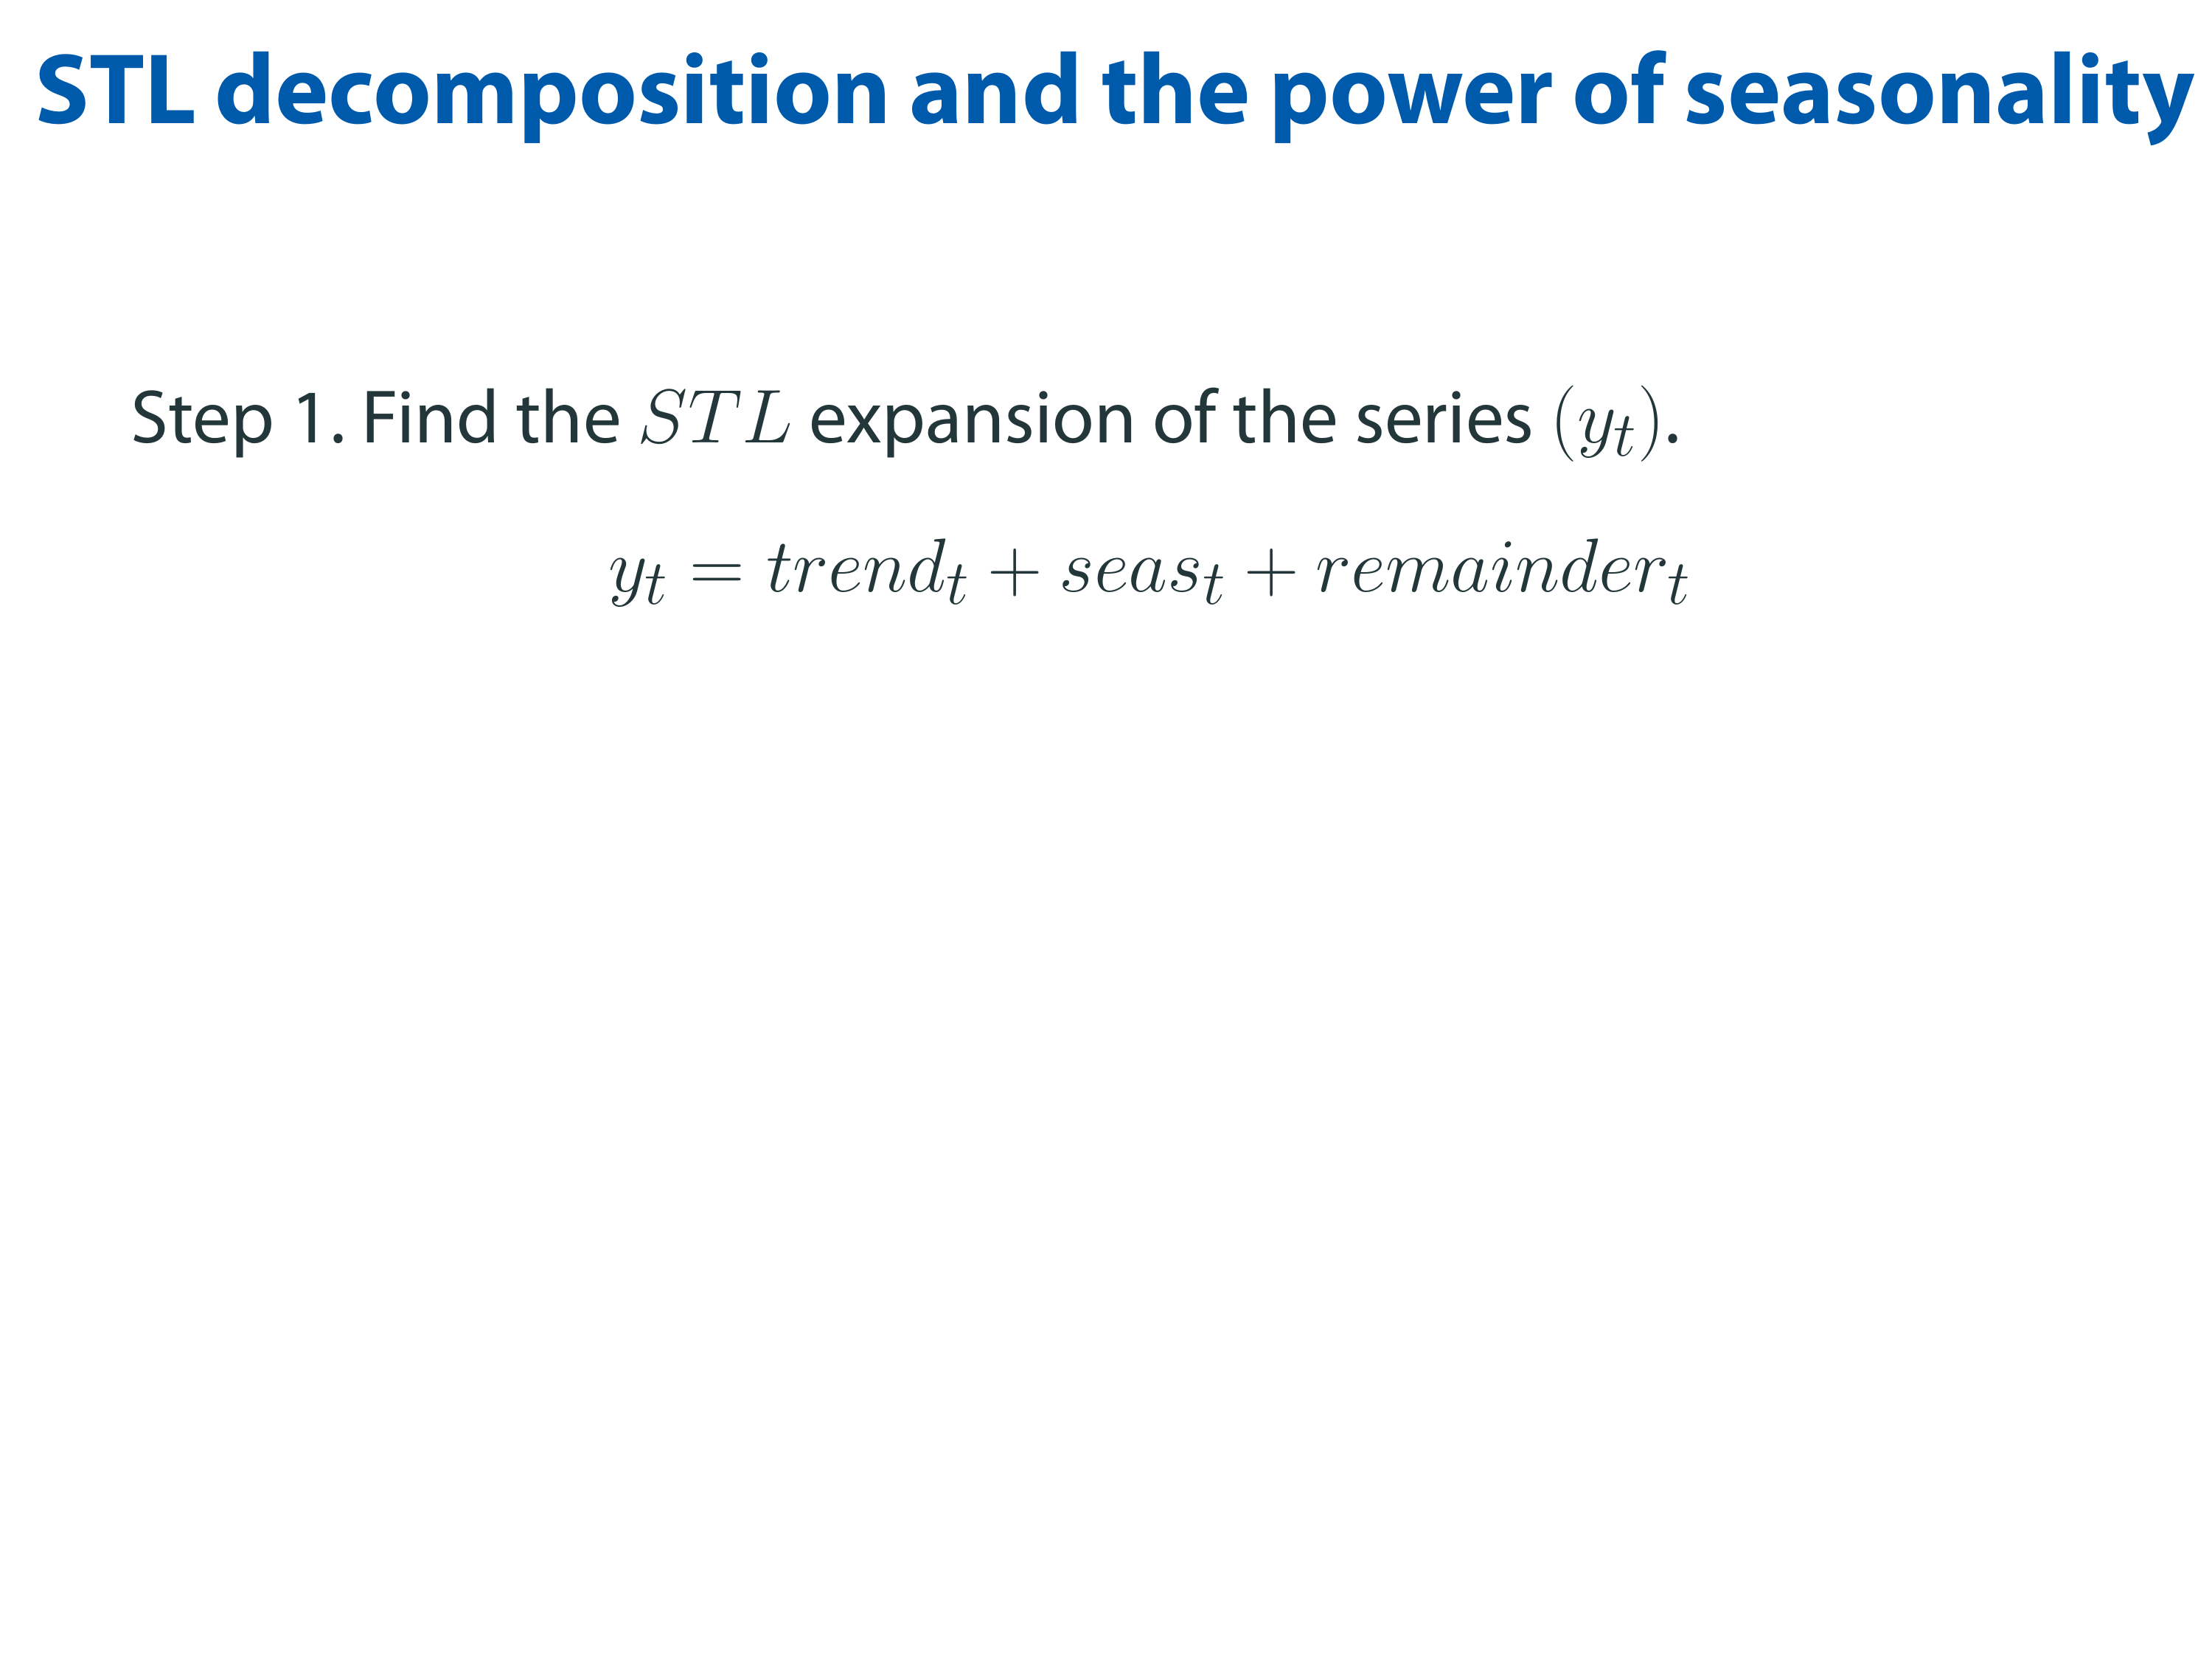 STL decomposition and the power of seasonality
Step 1. Find the $STL$ expansion of the series $(y_t)$.
$y_t = trend_t + seas_t + remainder_t$